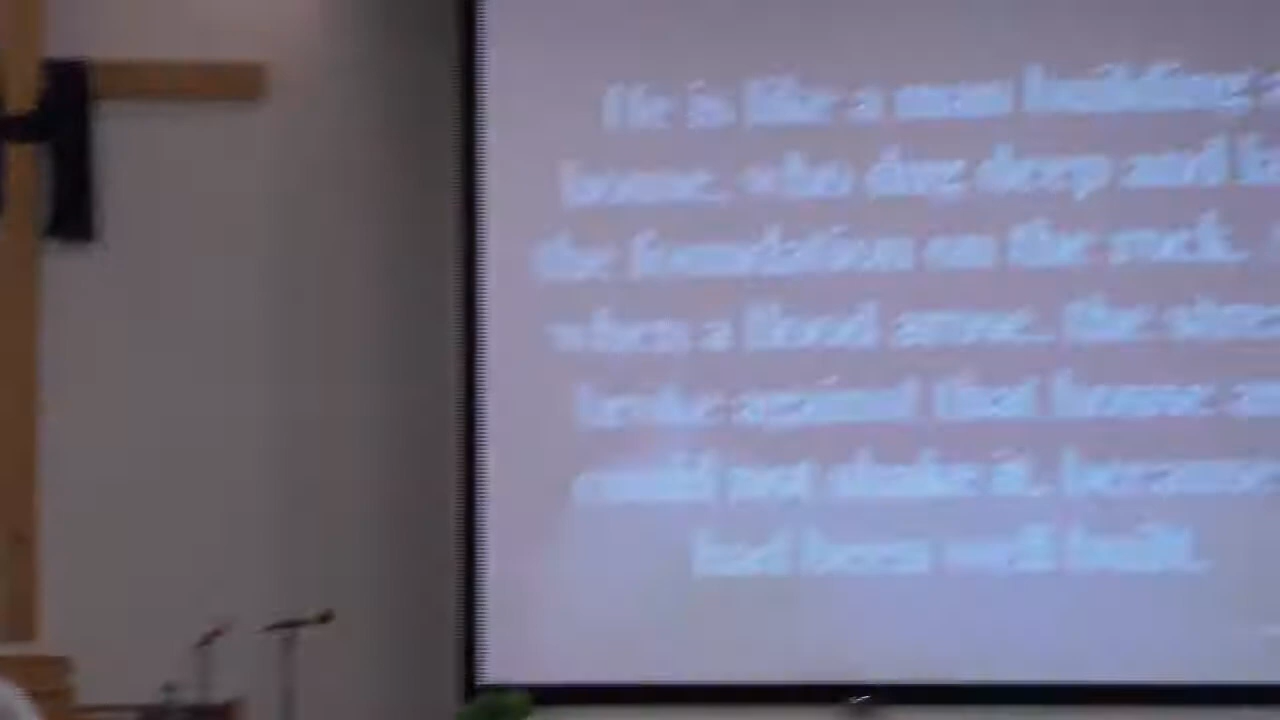 He is like a man building
house, who dug deep and
the foundation on the rock.
when a flood arose, the
broke against that house
could not shake it, because
had been well built.